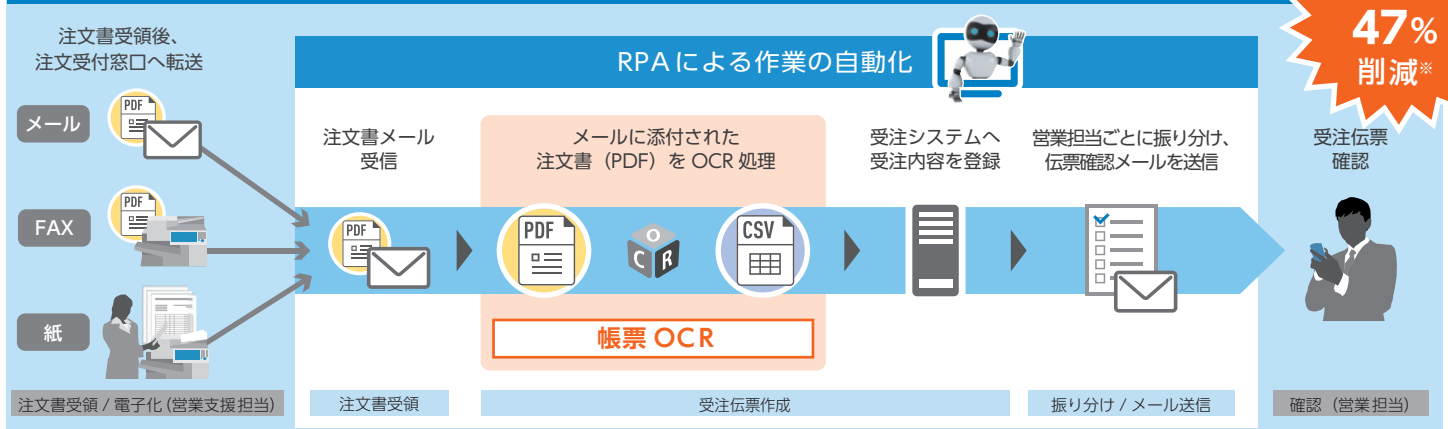 注文書受領後、
注文受付窓口へ転送
RPAによる作業の自動化
47%
削減※
メール
PDF
FAX
PDF
紙
注文書メール
受信
メールに添付された
注文書（PDF）をOCR処理
受注システムへ
受注内容を登録
営業担当ごとに振り分け、
伝票確認メールを送信
受注伝票
確認
PDF
PDF
O
C R
CSV
帳票 OCR
注文書受領 / 電子化（営業支援担当）
注文書受領
受注伝票作成
振り分け / メール送信
確認（営業担当）